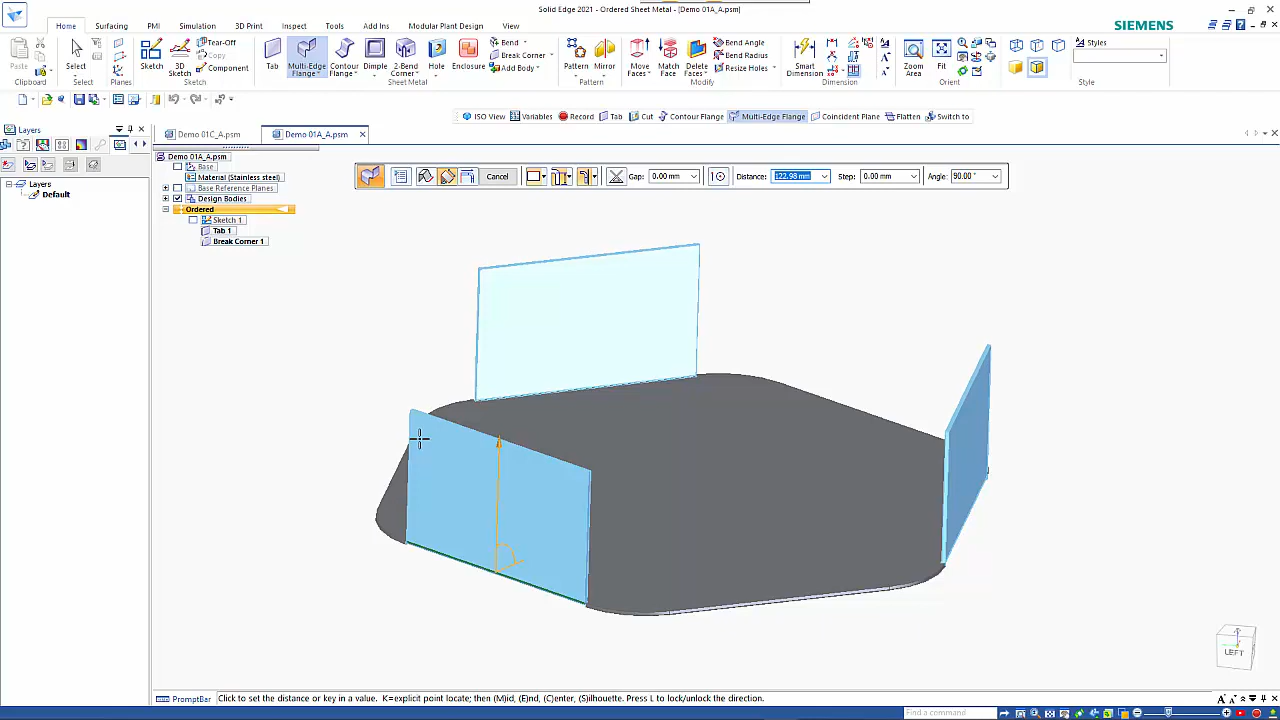 Solid Edge 2021 - Ordered Sheet Metal - [Demo 01A_A.psm]
Home Surfacing PMI Simulation 3D Print Inspect Tools Add Ins Modular Plant Design View
SIEMENS
Paste Copy
Clipboard
Select
Select
Planes
Sketch 3D Sketch Tear-Off Component
Sketch
Tab Multi-Edge Flange Contour Flange Dimple 2-Bend Corner Hole Enclosure Bend Break Corner Add Body
Sheet Metal
Pattern Mirror
Pattern
Move Faces Match Face Delete Faces Bend Angle Bend Radius Resize Holes
Modify
Smart Dimension
Dimension
Zoom Area Fit
Orient
Styles
Style
ISO View Variables Record Tab Cut Contour Flange Multi-Edge Flange Coincident Plane Flatten Switch to
Layers
Demo 01C_A.psm Demo 01A_A.psm
Layers
Default
Demo 01A_A.psm
Base
Material (Stainless steel)
Base Reference Planes
Design Bodies
Ordered
Sketch 1
Tab 1
Break Corner 1
Cancel Gap: 0.00 mm Distance: 122.98 mm Step: 0.00 mm Angle: 90.00 °
LEFT
PromptBar Click to set the distance or key in a value. K=explicit point locate; then (M)id, (E)nd, (C)enter, (S)ilhouette. Press L to lock/unlock the direction.
Find a command